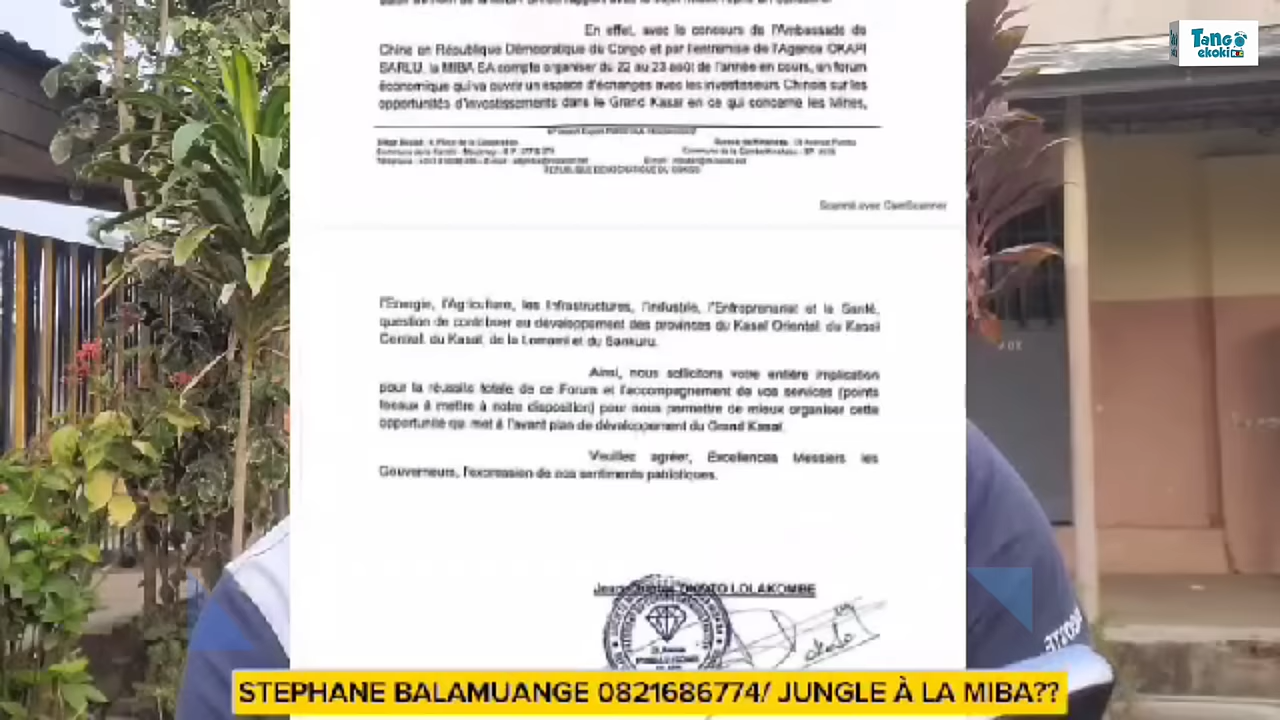 En effet, avec le concours de l'Ambassade de
Chine en République Démocratique du Congo et par l'entremise de l'Agence OKAPI
SARLU, la MIBA SA compte organiser du 22 au 23 août de l'année en cours, un forum
économique qui va ouvrir un espace d'échanges avec les investisseurs Chinois sur les
opportunités d'investissements dans le Grand Kasaï en ce qui concerne les Mines,
REPUBLIQUE DEMOCRATIQUE DU CONGO
Scanné avec CamScanner
l'Energie, l'Agriculture, les Infrastructures, l'Industrie, l'Entreprenariat et la Santé,
question de contribuer au développement des provinces du Kasaï Oriental, du Kasaï
Central, du Kasaï, de la Lomami et du Sankuru.
Ainsi, nous sollicitons votre entière implication
pour la réussite totale de ce Forum et l'accompagnement de vos services (points
focaux à mettre à notre disposition) pour nous permettre de mieux organiser cette
opportunité qui met à l'avant plan de développement du Grand Kasaï.
Veuillez agréer, Excellences Messiers les
Gouverneurs, l'expression de nos sentiments patriotiques.
LOLAKOMBE
Tango
ekoki
STEPHANE BALAMUANGE 0821686774/ JUNGLE À LA MIBA??